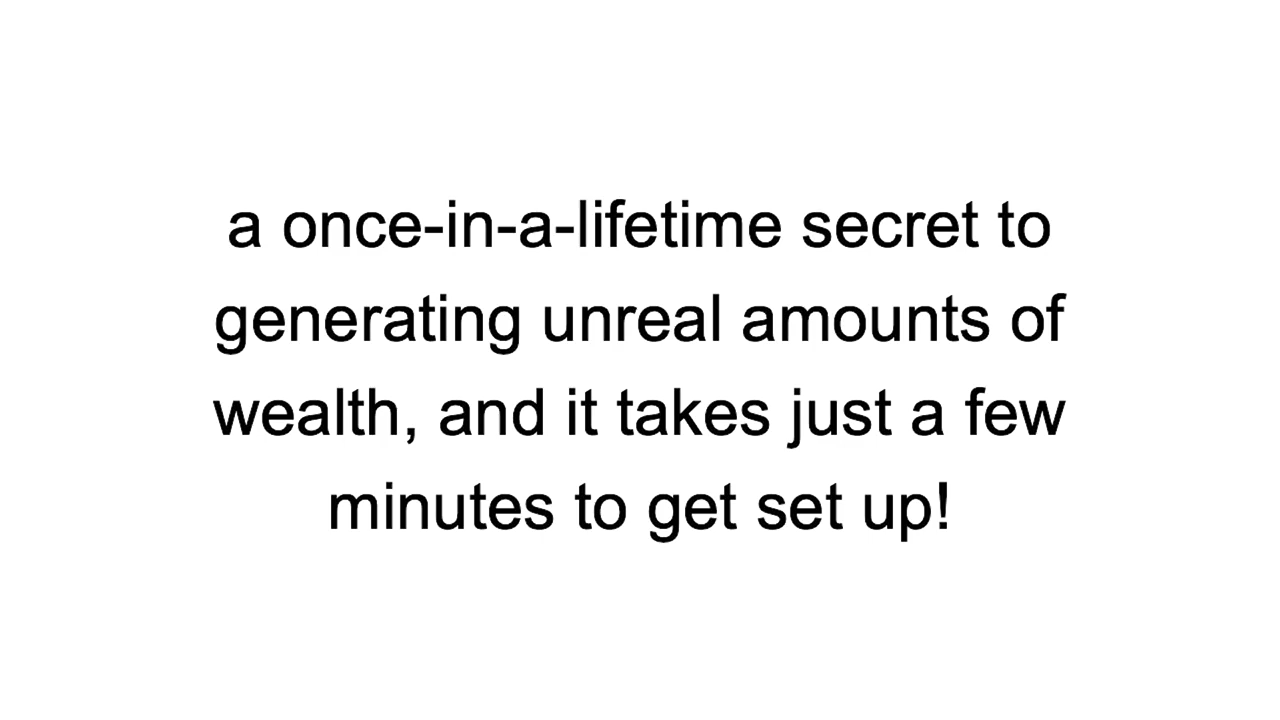 a once-in-a-lifetime secret to
generating unreal amounts of
wealth, and it takes just a few
minutes to get set up!